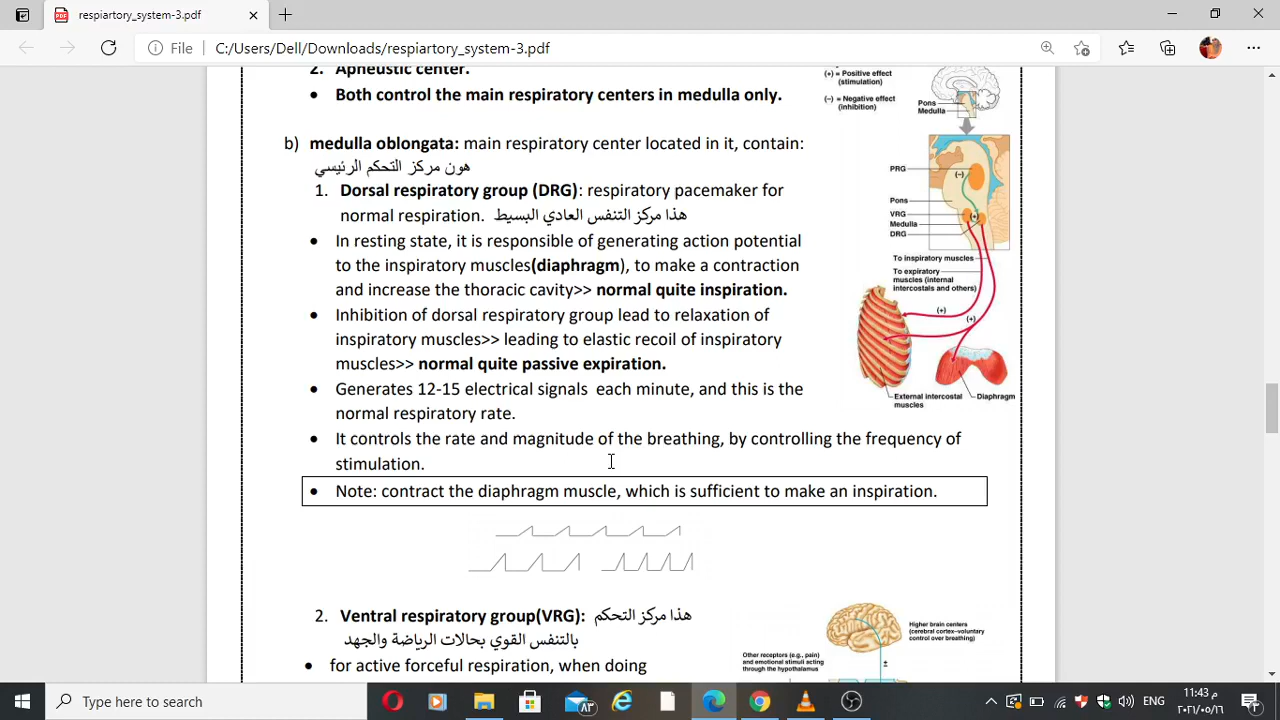 respiartory_system-3.pdf
File
C:/Users/Dell/Downloads/respiartory_system-3.pdf
2. Apneustic center.
• Both control the main respiratory centers in medulla only.
b) medulla oblongata: main respiratory center located in it, contain:
هون مركز التحكم الرئيسي
1. Dorsal respiratory group (DRG): respiratory pacemaker for
normal respiration. هذا مركز التنفس العادي البسيط
• In resting state, it is responsible of generating action potential
to the inspiratory muscles(diaphragm), to make a contraction
and increase the thoracic cavity>> normal quite inspiration.
• Inhibition of dorsal respiratory group lead to relaxation of
inspiratory muscles>> leading to elastic recoil of inspiratory
muscles>> normal quite passive expiration.
• Generates 12-15 electrical signals each minute, and this is the
normal respiratory rate.
• It controls the rate and magnitude of the breathing, by controlling the frequency of
stimulation.
• Note: contract the diaphragm muscle, which is sufficient to make an inspiration.
2. Ventral respiratory group(VRG): هذا مركز التحكم
بالتنفس القوي بحالات الرياضة والجهد
• for active forceful respiration, when doing
(+) = Positive effect
(stimulation)
(−) = Negative effect
(inhibition)
Pons
Medulla
PRG
(−)
Pons
VRG
(+)
Medulla
DRG
To inspiratory muscles
To expiratory
muscles (internal
intercostals and others)
(+)
(+)
External intercostal
muscles
Diaphragm
Higher brain centers
(cerebral cortex–voluntary
control over breathing)
Other receptors (e.g., pain)
and emotional stimuli acting
through the hypothalamus
±
Type here to search
٨٢
ENG
11:43 م
1